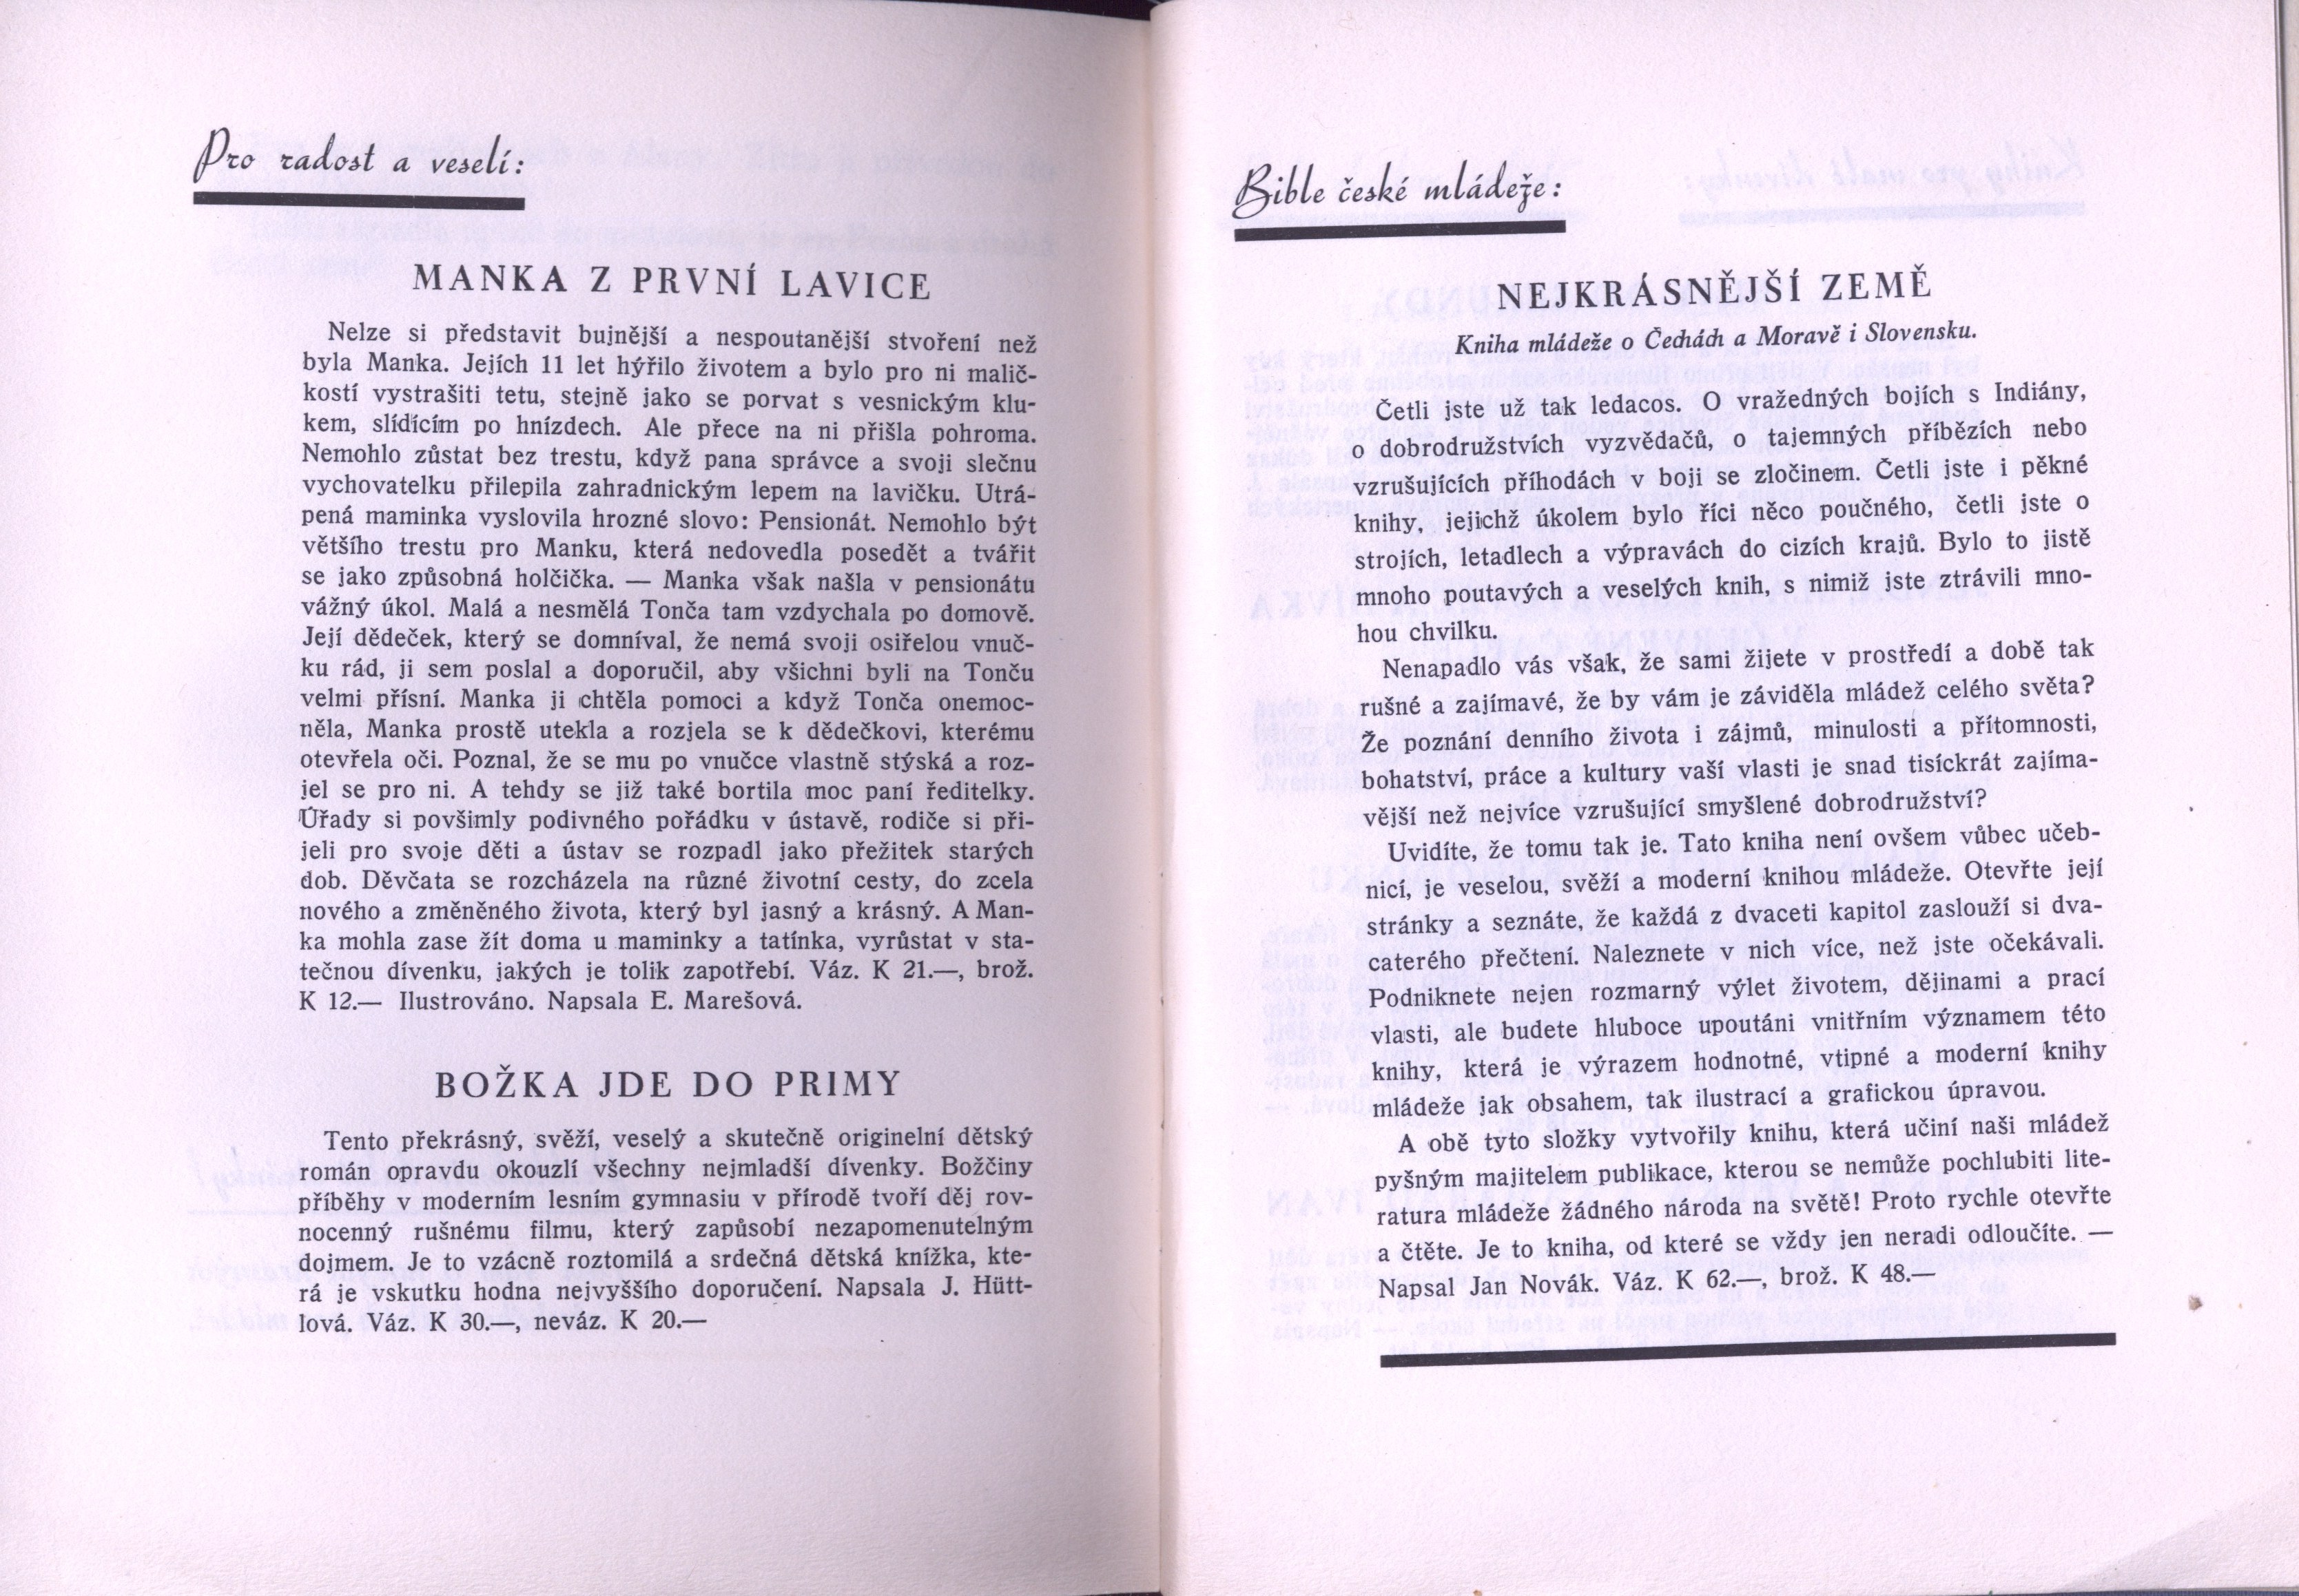 Pro radost a veselí:
MANKA Z PRVNÍ LAVICE
Nelze si představit bujnější a nespoutanější stvoření než
byla Manka. Jejích 11 let hýřilo životem a bylo pro ni malič-
kostí vystrašiti tetu, stejně jako se porvat s vesnickým klu-
kem, slídícím po hnízdech. Ale přece na ni přišla pohroma.
Nemohlo zůstat bez trestu, když pana správce a svoji slečnu
vychovatelku přilepila zahradnickým lepem na lavičku. Utrá-
pená maminka vyslovila hrozné slovo: Pensionát. Nemohlo být
většího trestu pro Manku, která nedovedla posedět a tvářit
se jako způsobná holčička. — Manka však našla v pensionátu
vážný úkol. Malá a nesmělá Tonča tam vzdychala po domově.
Její dědeček, který se domníval, že nemá svoji osiřelou vnuč-
ku rád, ji sem poslal a doporučil, aby všichni byli na Tonču
velmi přísní. Manka ji chtěla pomoci a když Tonča onemoc-
něla, Manka prostě utekla a rozjela se k dědečkovi, kterému
otevřela oči. Poznal, že se mu po vnučce vlastně stýská a roz-
jel se pro ni. A tehdy se již také bortila moc paní ředitelky.
Úřady si povšimly podivného pořádku v ústavě, rodiče si při-
jeli pro svoje děti a ústav se rozpadl jako přežitek starých
dob. Děvčata se rozcházela na různé životní cesty, do zcela
nového a změněného života, který byl jasný a krásný. A Man-
ka mohla zase žít doma u maminky a tatínka, vyrůstat v sta-
tečnou dívenku, jakých je tolik zapotřebí. Váz. K 21.—, brož.
K 12.— Ilustrováno. Napsala E. Marešová.
BOŽKA JDE DO PRIMY
Tento překrásný, svěží, veselý a skutečně originelní dětský
román opravdu okouzlí všechny nejmladší dívenky. Božčiny
příběhy v moderním lesním gymnasiu v přírodě tvoří děj rov-
nocenný rušnému filmu, který zapůsobí nezapomenutelným
dojmem. Je to vzácně roztomilá a srdečná dětská knížka, kte-
rá je vskutku hodna nejvyššího doporučení. Napsala J. Hütt-
lová. Váz. K 30.—, neváz. K 20.—
Bible české mládeže:
NEJKRÁSNĚJŠÍ ZEMĚ
Kniha mládeže o Čechách a Moravě i Slovensku.
Četli jste už tak ledacos. O vražedných bojích s Indiány,
o dobrodružstvích vyzvědačů, o tajemných příbězích nebo
vzrušujících příhodách v boji se zločinem. Četli jste i pěkné
knihy, jejichž úkolem bylo říci něco poučného, četli jste o
strojích, letadlech a výpravách do cizích krajů. Bylo to jistě
mnoho poutavých a veselých knih, s nimiž jste ztrávili mno-
hou chvilku.
Nenapadlo vás však, že sami žijete v prostředí a době tak
rušné a zajímavé, že by vám je záviděla mládež celého světa?
Že poznání denního života i zájmů, minulosti a přítomnosti,
bohatství, práce a kultury vaší vlasti je snad tisíckrát zajíma-
vější než nejvíce vzrušující smyšlené dobrodružství?
Uvidíte, že tomu tak je. Tato kniha není ovšem vůbec učeb-
nicí, je veselou, svěží a moderní knihou mládeže. Otevřte její
stránky a seznáte, že každá z dvaceti kapitol zaslouží si dva-
caterého přečtení. Naleznete v nich více, než jste očekávali.
Podniknete nejen rozmarný výlet životem, dějinami a prací
vlasti, ale budete hluboce upoutáni vnitřním významem této
knihy, která je výrazem hodnotné, vtipné a moderní knihy
mládeže jak obsahem, tak ilustrací a grafickou úpravou.
A obě tyto složky vytvořily knihu, která učiní naši mládež
pyšným majitelem publikace, kterou se nemůže pochlubiti lite-
ratura mládeže žádného národa na světě! Proto rychle otevřte
a čtěte. Je to kniha, od které se vždy jen neradi odloučíte. —
Napsal Jan Novák. Váz. K 62.—, brož. K 48.—